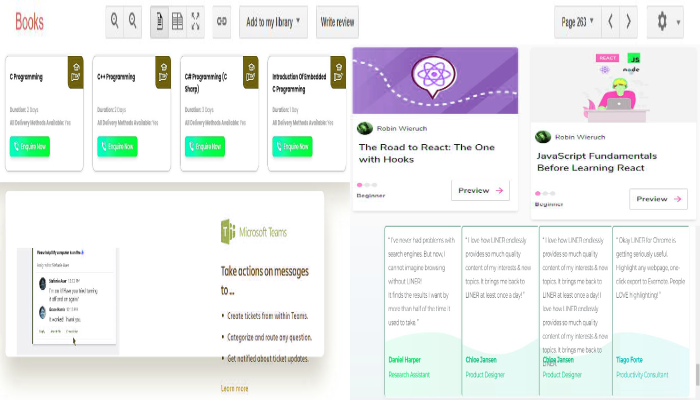 Books
Add to my library
Write review
Page 263
C Programming
Duration: 2 Days
All Delivery Methods Available: Yes
Enquire Now
C++ Programming
Duration: 2 Days
All Delivery Methods Available: Yes
Enquire Now
C# Programming (C
Sharp)
Duration: 2 Days
All Delivery Methods Available: Yes
Enquire Now
Introduction Of Embedded
C Programming
Duration: 1 Day
All Delivery Methods Available: Yes
Enquire Now
Robin Wieruch
The Road to React: The One
with Hooks
Beginner
Preview
REACT
JS
node
Robin Wieruch
JavaScript Fundamentals
Before Learning React
Beginner
Preview
Microsoft Teams
Take actions on messages
to ...
Create tickets from within Teams.
Categorize and route any question.
Get notified about ticket updates.
Learn more
"I've never had problems with
search engines. But now, I
cannot imagine browsing
without LINER!
It finds the results I want by
more than half of the time it
used to take."
Daniel Harper
Research Assistant
"I love how LINER endlessly
provides so much quality
content of my interests & new
topics. It brings me back to
LINER at least once a day!"
Chloe Jansen
Product Designer
"I love how LINER endlessly
provides so much quality
content of my interests & new
topics. It brings me back to
LINER at least once a day! I
love how LINER endlessly
provides so much quality
content of my interests & new
topics. It brings me back to
LINER
Chloe Jansen
Product Designer
"Okay LINER for Chrome is
getting seriously useful.
Highlight any webpage, one-
click export to Evernote. People
LOVE highlighting!"
Tiago Forte
Productivity Consultant